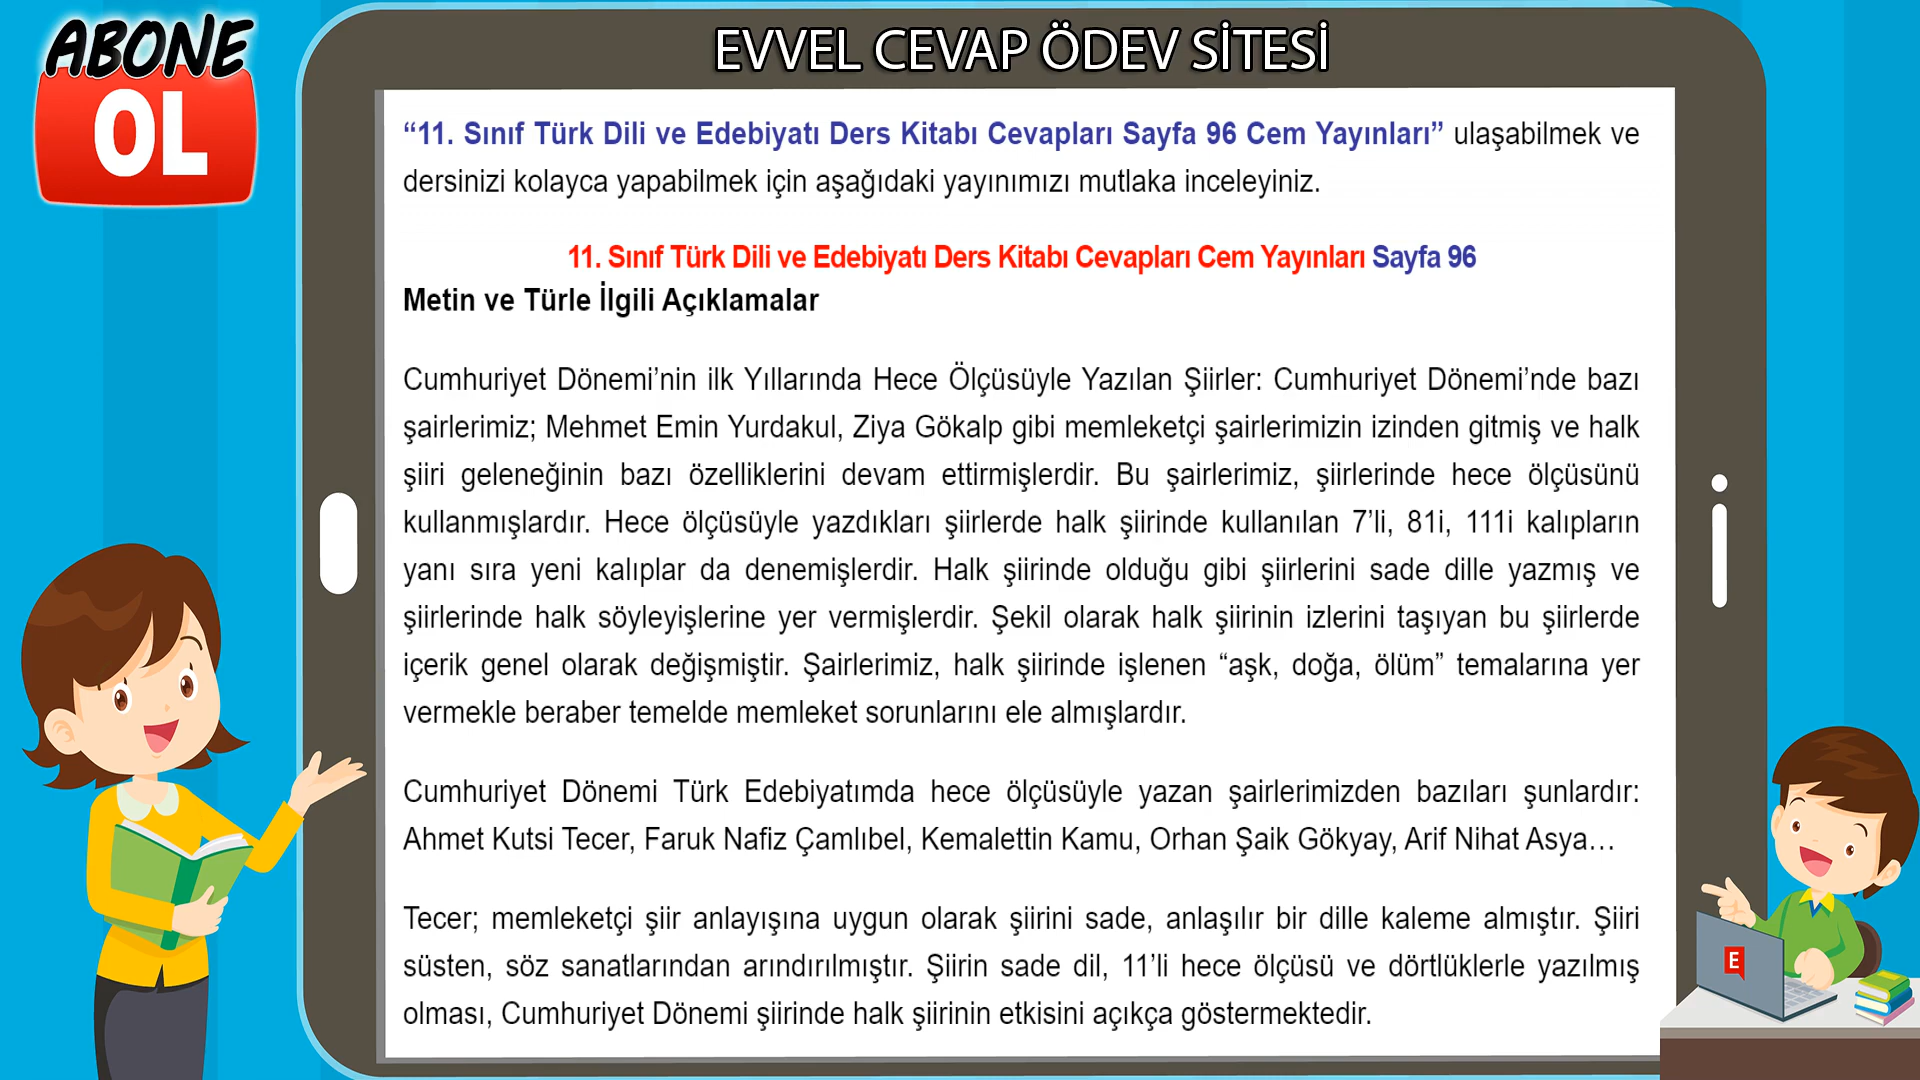 ABONE
OL
EVVEL CEVAP ÖDEV SİTESİ
“11. Sınıf Türk Dili ve Edebiyatı Ders Kitabı Cevapları Sayfa 96 Cem Yayınları” ulaşabilmek ve
dersinizi kolayca yapabilmek için aşağıdaki yayınımızı mutlaka inceleyiniz.
11. Sınıf Türk Dili ve Edebiyatı Ders Kitabı Cevapları Cem Yayınları Sayfa 96
Metin ve Türle İlgili Açıklamalar
Cumhuriyet Dönemi’nin ilk Yıllarında Hece Ölçüsüyle Yazılan Şiirler: Cumhuriyet Dönemi’nde bazı
şairlerimiz; Mehmet Emin Yurdakul, Ziya Gökalp gibi memleketçi şairlerimizin izinden gitmiş ve halk
şiiri geleneğinin bazı özelliklerini devam ettirmişlerdir. Bu şairlerimiz, şiirlerinde hece ölçüsünü
kullanmışlardır. Hece ölçüsüyle yazdıkları şiirlerde halk şiirinde kullanılan 7’li, 81i, 111i kalıpların
yanı sıra yeni kalıplar da denemişlerdir. Halk şiirinde olduğu gibi şiirlerini sade dille yazmış ve
şiirlerinde halk söyleyişlerine yer vermişlerdir. Şekil olarak halk şiirinin izlerini taşıyan bu şiirlerde
içerik genel olarak değişmiştir. Şairlerimiz, halk şiirinde işlenen “aşk, doğa, ölüm” temalarına yer
vermekle beraber temelde memleket sorunlarını ele almışlardır.
Cumhuriyet Dönemi Türk Edebiyatımda hece ölçüsüyle yazan şairlerimizden bazıları şunlardır:
Ahmet Kutsi Tecer, Faruk Nafiz Çamlıbel, Kemalettin Kamu, Orhan Şaik Gökyay, Arif Nihat Asya…
Tecer; memleketçi şiir anlayışına uygun olarak şiirini sade, anlaşılır bir dille kaleme almıştır. Şiiri
süsten, söz sanatlarından arındırılmıştır. Şiirin sade dil, 11’li hece ölçüsü ve dörtlüklerle yazılmış
olması, Cumhuriyet Dönemi şiirinde halk şiirinin etkisini açıkça göstermektedir.
E